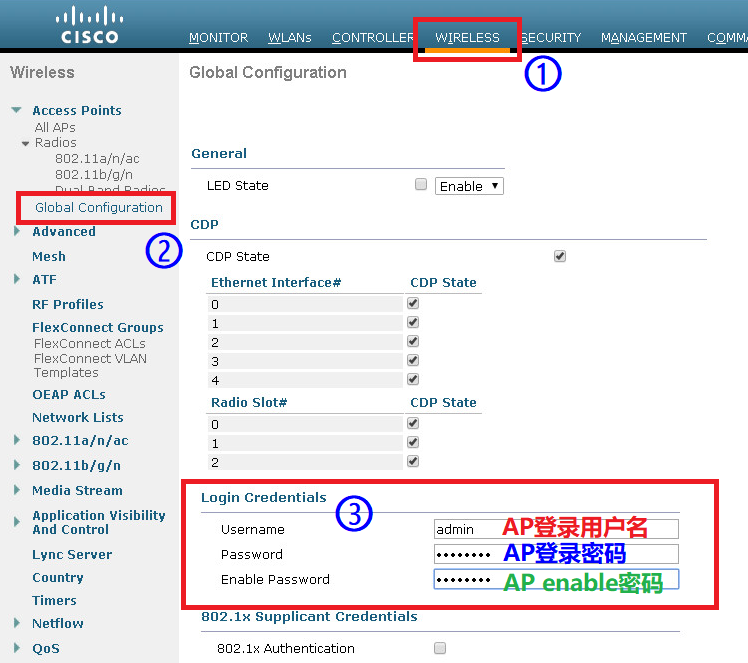 CISCO
MONITOR WLANs CONTROLLER WIRELESS SECURITY MANAGEMENT COMMA
①
Wireless
Access Points
All APs
Radios
802.11a/n/ac
802.11b/g/n
Dual-Band Radios
Global Configuration
②
Advanced
Mesh
ATF
RF Profiles
FlexConnect Groups
FlexConnect ACLs
FlexConnect VLAN
Templates
OEAP ACLs
Network Lists
802.11a/n/ac
802.11b/g/n
Media Stream
Application Visibility
And Control
Lync Server
Country
Timers
Netflow
QoS
Global Configuration
General
LED State Enable
CDP
CDP State
Ethernet Interface# CDP State
0
1
2
3
4
Radio Slot# CDP State
0
1
2
Login Credentials ③
Username admin AP登录用户名
Password •••••••• AP登录密码
Enable Password •••••••• AP enable密码
802.1x Supplicant Credentials
802.1x Authentication